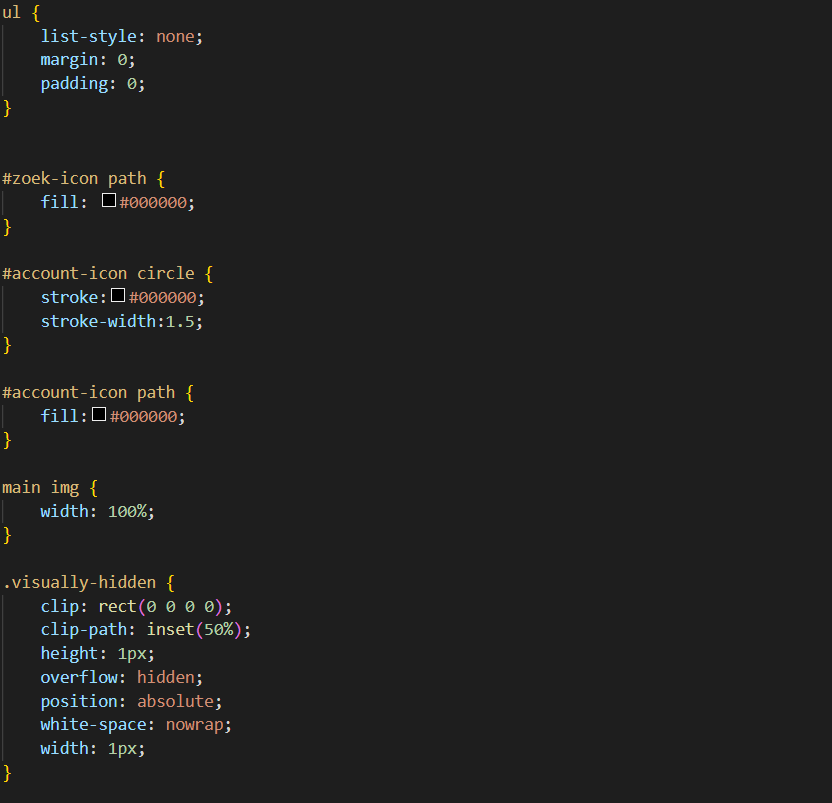 ul {
    list-style: none;
    margin: 0;
    padding: 0;
}
#zoek-icon path {
    fill: #000000;
}
#account-icon circle {
    stroke:#000000;
    stroke-width:1.5;
}
#account-icon path {
    fill:#000000;
}
main img {
    width: 100%;
}
.visually-hidden {
    clip: rect(0 0 0 0);
    clip-path: inset(50%);
    height: 1px;
    overflow: hidden;
    position: absolute;
    white-space: nowrap;
    width: 1px;
}